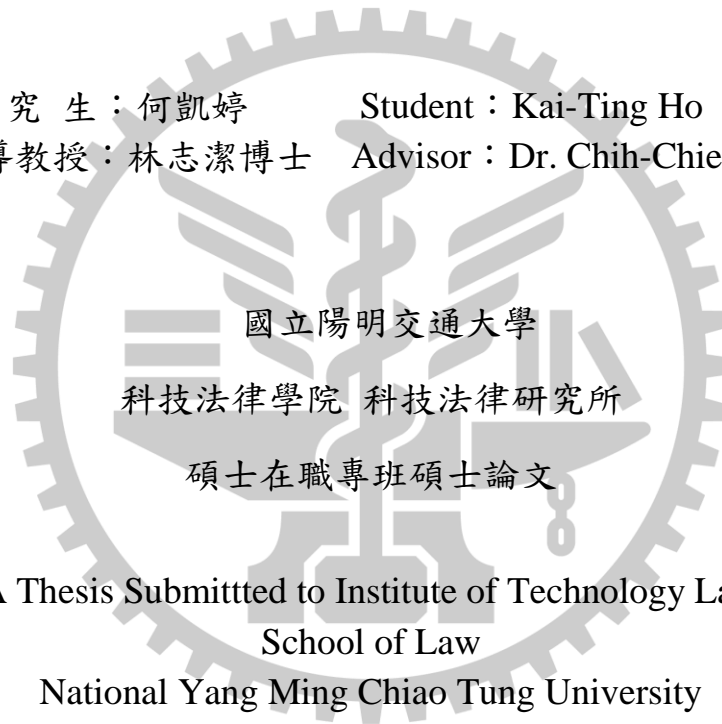 究 生：何凱婷 Student：Kai-Ting Ho
教授：林志潔博士 Advisor：Dr. Chih-Chie
國立陽明交通大學
科技法律學院 科技法律研究所
碩士在職專班碩士論文
A Thesis Submittted to Institute of Technology La
School of Law
National Yang Ming Chiao Tung University